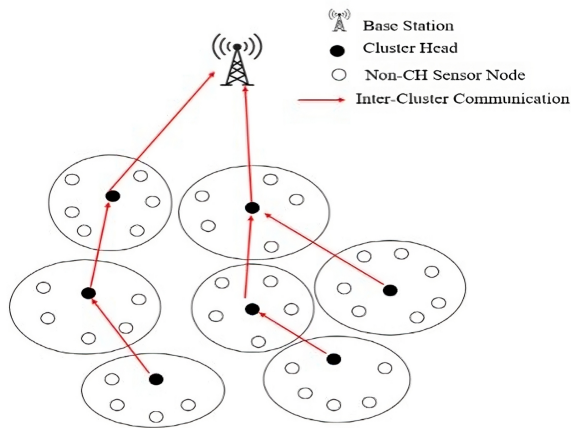 Base Station
Cluster Head
Non-CH Sensor Node
Inter-Cluster Communication